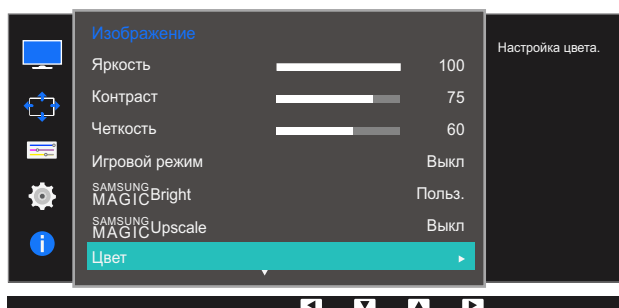 Изображение
Настройка цвета.
Яркость 100
Контраст 75
Четкость 60
Игровой режим Выкл
SAMSUNG MAGICBright Польз.
SAMSUNG MAGICUpscale Выкл
Цвет